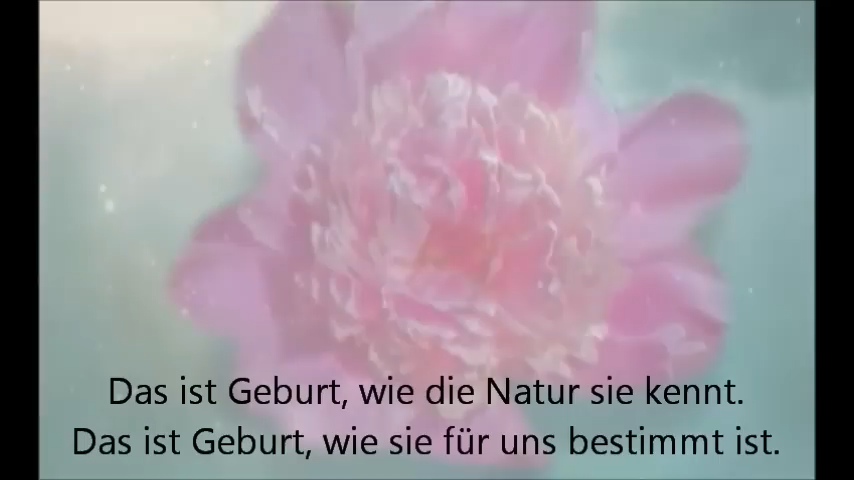 Das ist Geburt, wie die Natur sie kennt.
Das ist Geburt, wie sie für uns bestimmt ist.